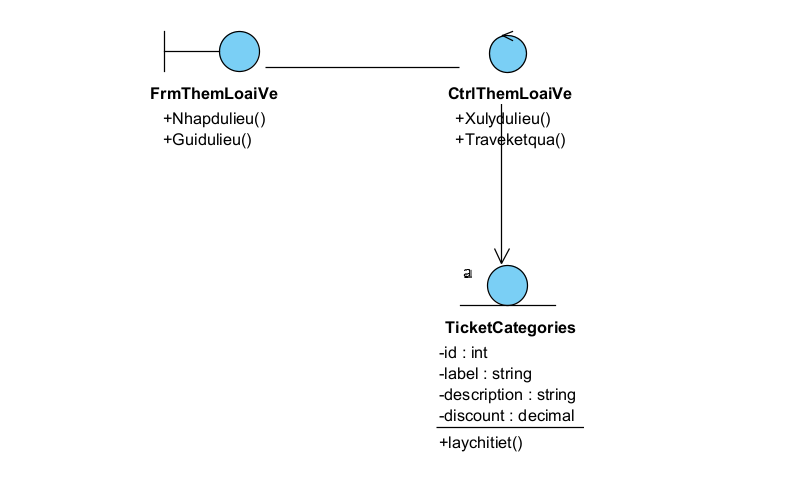 FrmThemLoaiVe
+Nhapdulieu()
+Guidulieu()
CtrlThemLoaiVe
+Xulydulieu()
+Traveketqua()
TicketCategories
-id : int
-label : string
-description : string
-discount : decimal
+laychitiet()